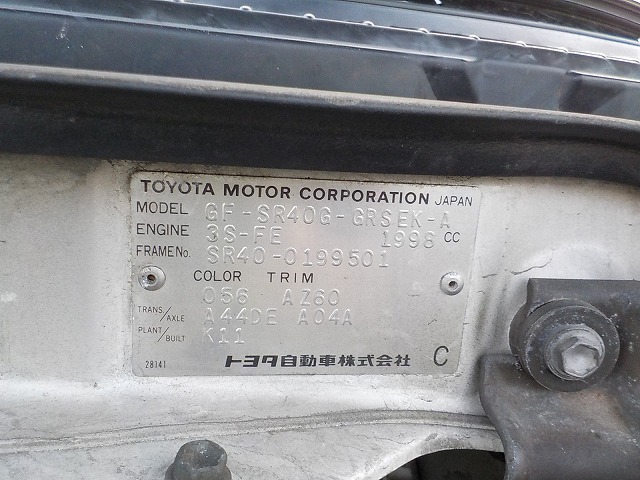 TOYOTA MOTOR CORPORATION JAPAN
MODEL GF-SR40G-GRSEK-A
ENGINE 3S-FE 1998 CC
FRAME No. SR40-0199501
COLOR TRIM
056 AZ60
TRANS/AXLE A44DE A04A
PLANT/BUILT K11
28141 トヨタ自動車株式会社 C